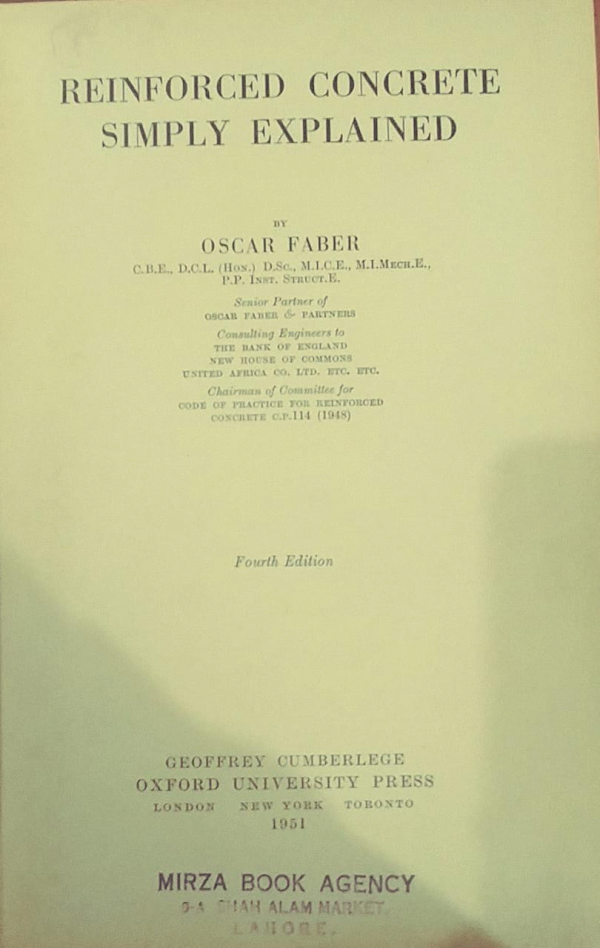 REINFORCED CONCRETE
SIMPLY EXPLAINED
BY
OSCAR FABER
C.B.E., D.C.L. (HON.) D.SC., M.I.C.E., M.I.MECH.E.,
P.P. INST. STRUCT.E.
Senior Partner of
OSCAR FABER & PARTNERS
Consulting Engineers to
THE BANK OF ENGLAND
NEW HOUSE OF COMMONS
UNITED AFRICA CO. LTD. ETC. ETC.
Chairman of Committee for
CODE OF PRACTICE FOR REINFORCED
CONCRETE C.P.114 (1948)
Fourth Edition
GEOFFREY CUMBERLEGE
OXFORD UNIVERSITY PRESS
LONDON NEW YORK TORONTO
1951
MIRZA BOOK AGENCY
9-A SHAH ALAM MARKET,
LAHORE.